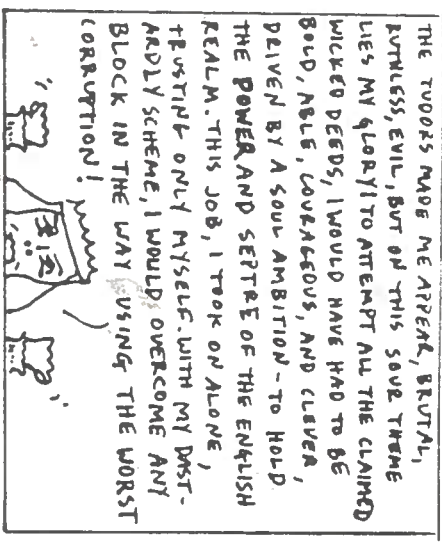 THE TUDORS MADE ME APPEAR, BRUTAL,
RUTHLESS, EVIL, BUT ON THIS SOUR THEME
LIES MY GLORY! TO ATTEMPT ALL THE CLAIMED
WICKED DEEDS, I WOULD HAVE HAD TO BE
BOLD, ABLE, COURAGEOUS, AND CLEVER,
DRIVEN BY A SOUL AMBITION - TO HOLD
THE POWER AND SEPTRE OF THE ENGLISH
REALM. THIS JOB, I TOOK ON ALONE,
TRUSTING ONLY MYSELF. WITH MY DAST-
ARDLY SCHEME, I WOULD OVERCOME ANY
BLOCK IN THE WAY USING THE WORST
CORRUPTION!